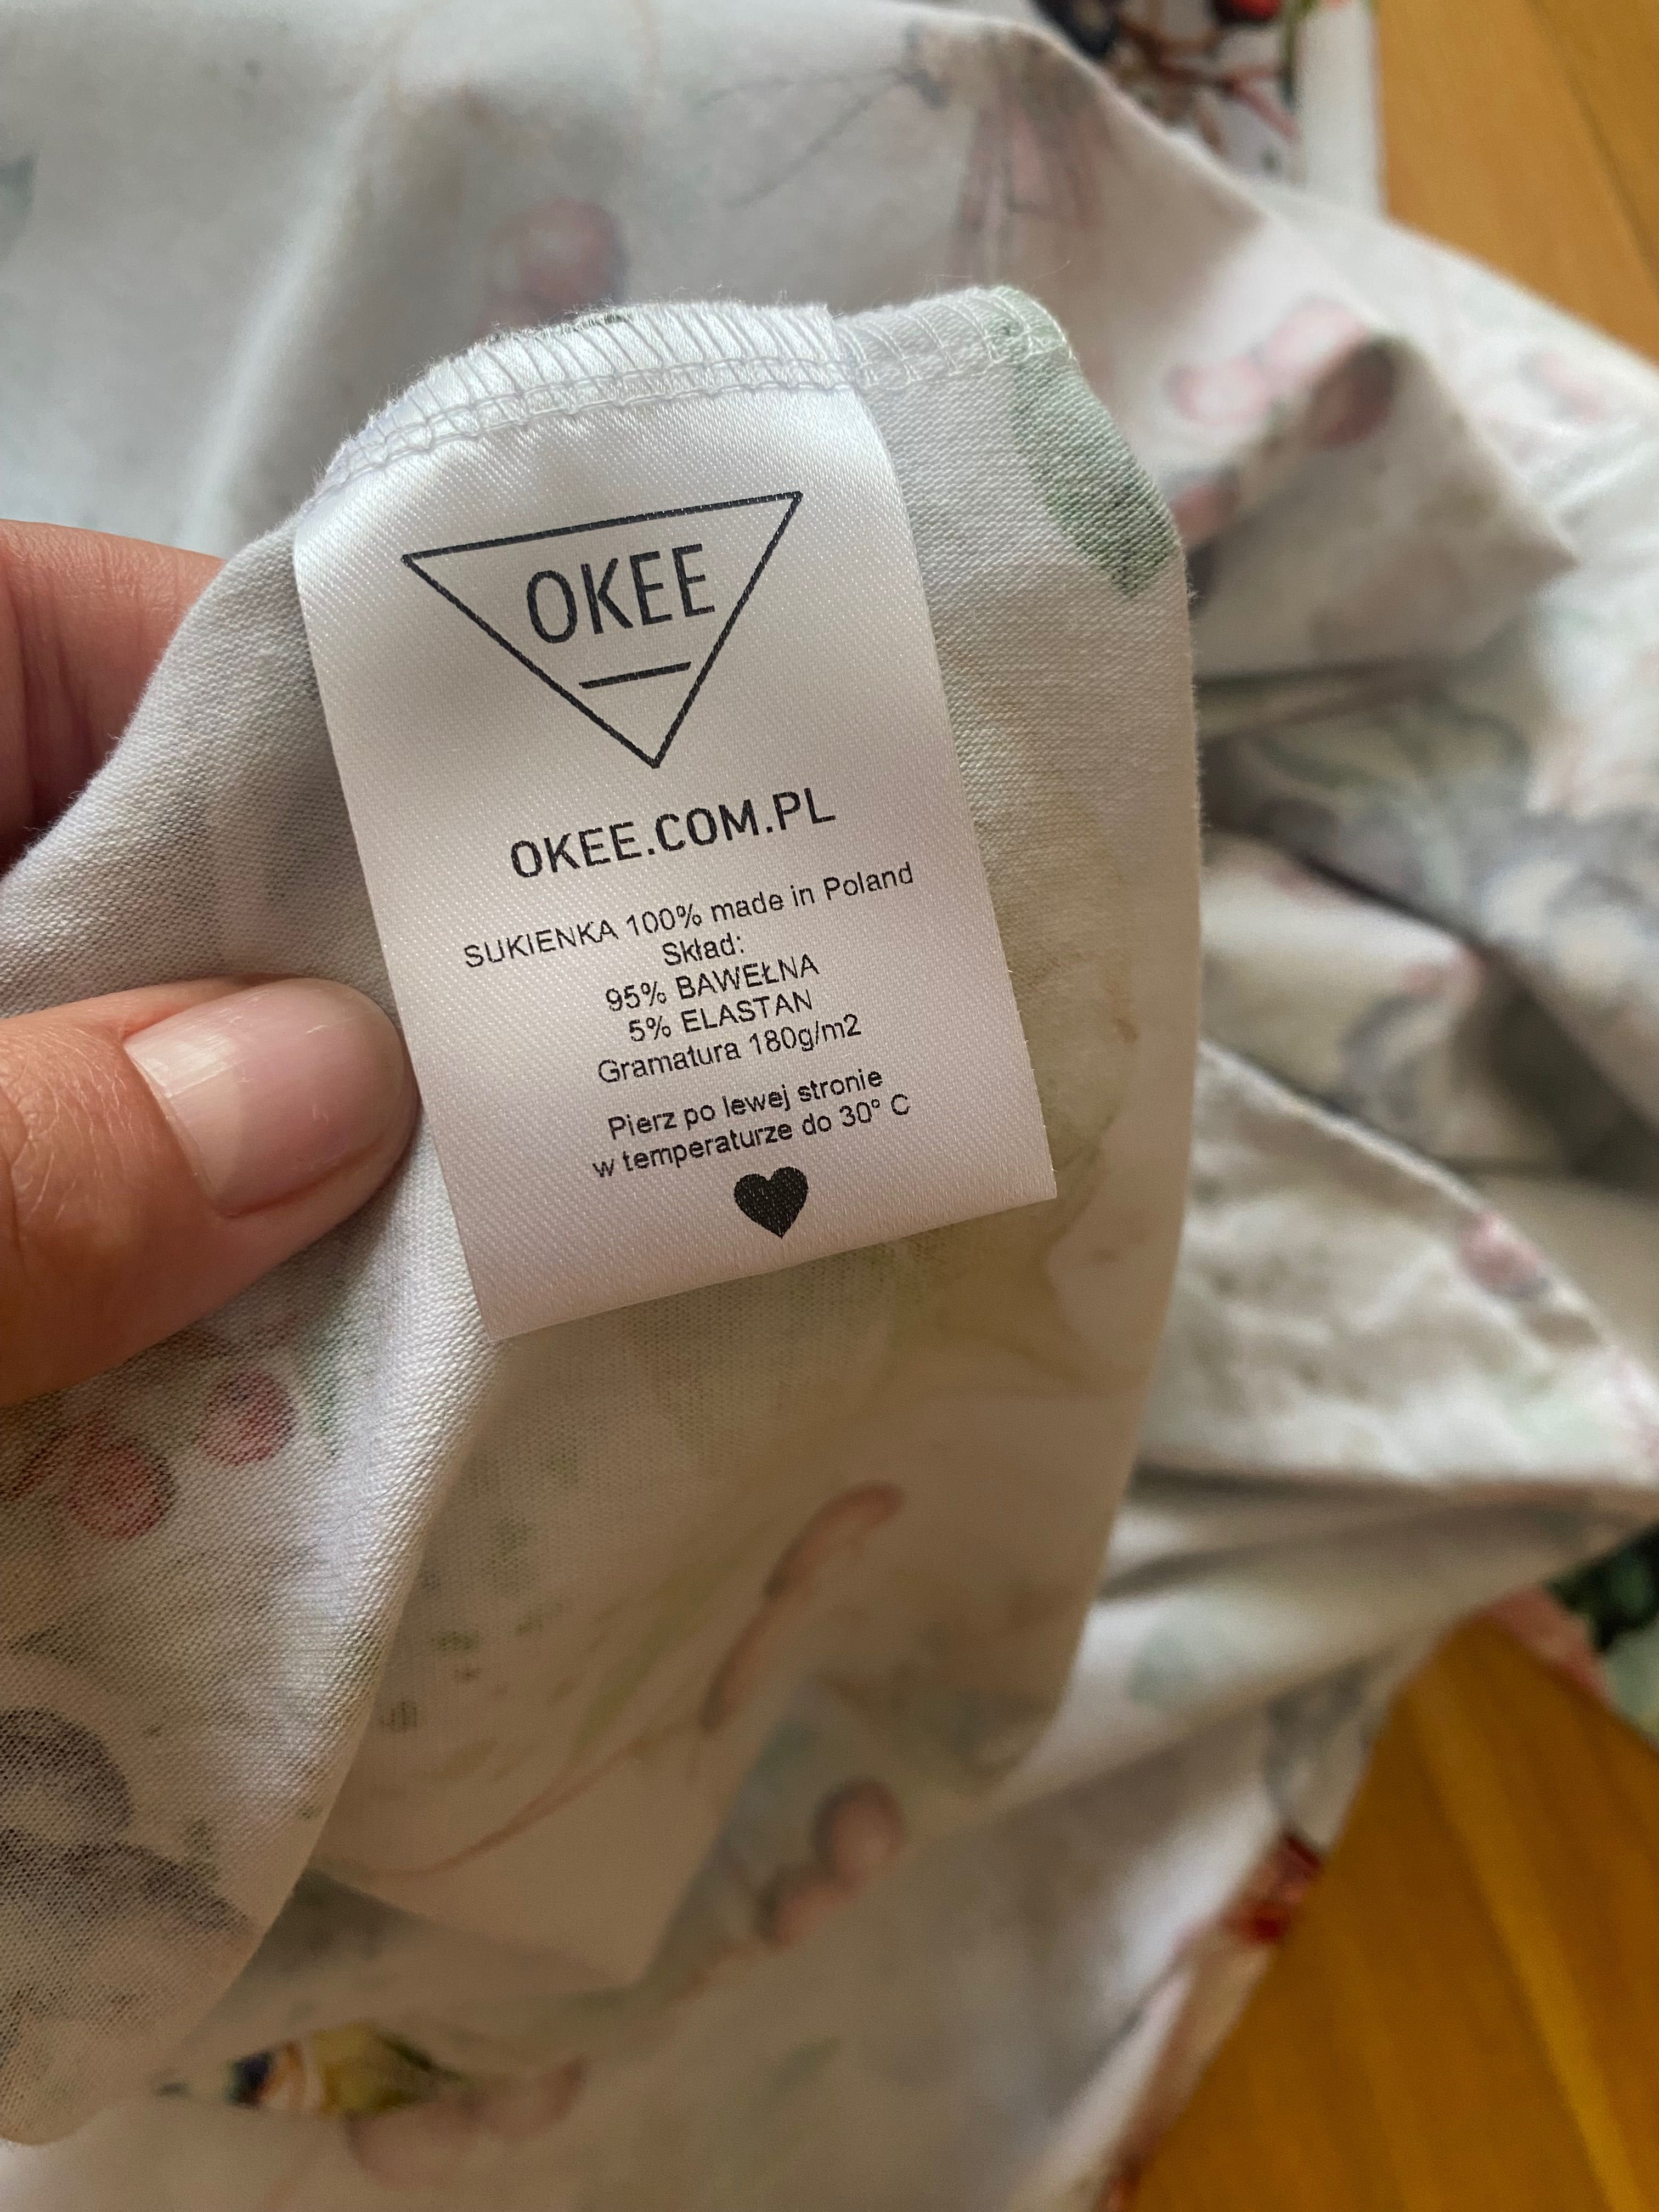 OKEE
OKEE.COM.PL
SUKIENKA 100% made in Poland
Skład:
95% BAWEŁNA
5% ELASTAN
Gramatura 180g/m2
Pierz po lewej stronie
w temperaturze do 30° C